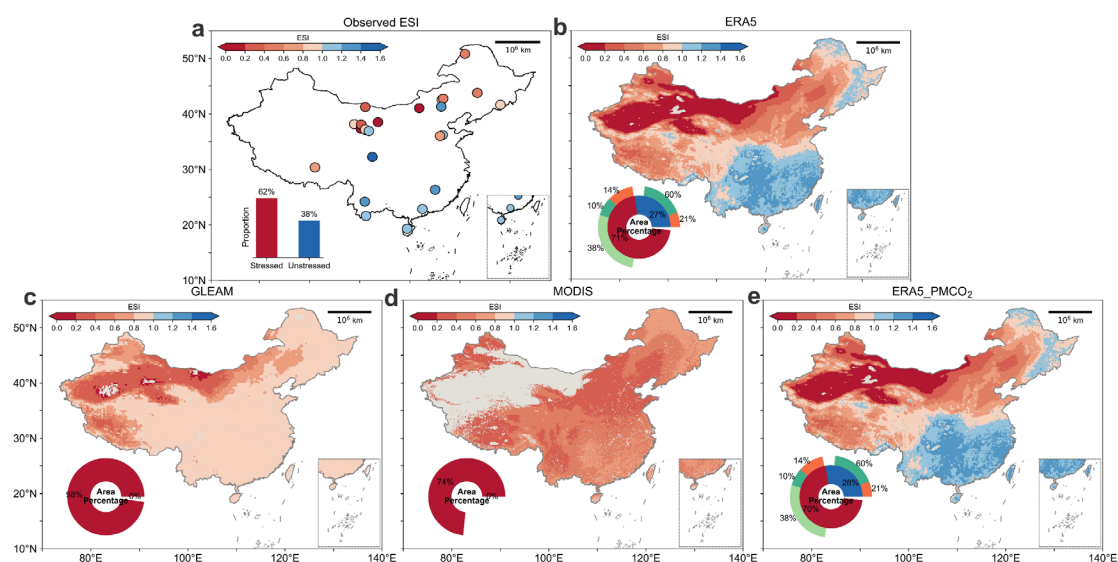 a Observed ESI
ESI
0.0 0.2 0.4 0.6 0.8 1.0 1.2 1.4 1.6
10⁶ km
50°N
40°N
30°N
20°N
10°N
Proportion
62%
38%
Stressed Unstressed
b ERA5
ESI
0.0 0.2 0.4 0.6 0.8 1.0 1.2 1.4 1.6
10⁶ km
14% 60%
10% 27% 21%
Area
Percentage
71%
38%
c GLEAM
ESI
0.0 0.2 0.4 0.6 0.8 1.0 1.2 1.4 1.6
10⁶ km
50°N
40°N
30°N
20°N
10°N
98% Area 0%
Percentage
80°E 100°E 120°E 140°E
d MODIS
ESI
0.0 0.2 0.4 0.6 0.8 1.0 1.2 1.4 1.6
10⁶ km
74%
Area 0%
Percentage
80°E 100°E 120°E 140°E
e ERA5_PMCO₂
ESI
0.0 0.2 0.4 0.6 0.8 1.0 1.2 1.4 1.6
10⁶ km
14% 60%
10% 28% 21%
Area
Percentage
70%
38%
80°E 100°E 120°E 140°E